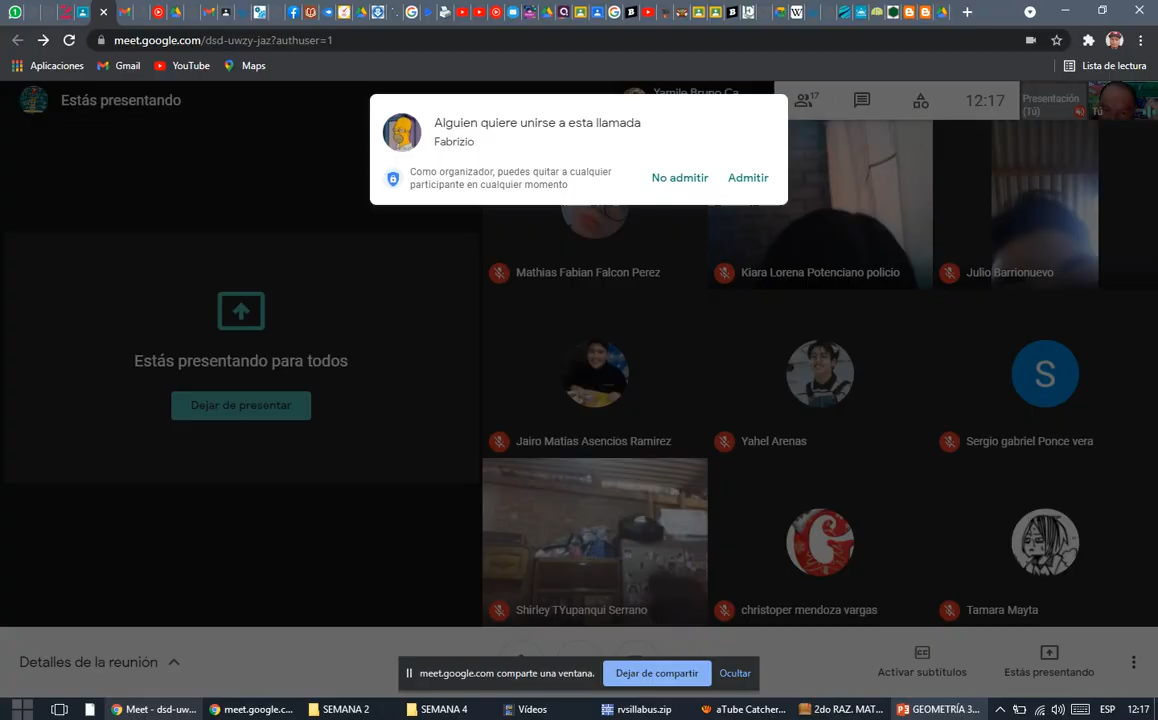 meet.google.com/dsd-uwzy-jaz?authuser=1
Aplicaciones
Gmail
YouTube
Maps
Lista de lectura
Estás presentando
Yamile Bruno Ca
17
12:17
Presentación
(Tú)
Tú
Alguien quiere unirse a esta llamada
Fabrizio
Como organizador, puedes quitar a cualquier
participante en cualquier momento
No admitir
Admitir
Mathias Fabian Falcon Perez
Kiara Lorena Potenciano policio
Julio Barrionuevo
Estás presentando para todos
Dejar de presentar
S
Jairo Matias Asencios Ramirez
Yahel Arenas
Sergio gabriel Ponce vera
Shirley TYupanqui Serrano
christoper mendoza vargas
Tamara Mayta
Detalles de la reunión
meet.google.com comparte una ventana.
Dejar de compartir
Ocultar
Activar subtítulos
Estás presentando
Meet - dsd-uw...
meet.google.c...
SEMANA 2
SEMANA 4
Vídeos
rvsillabus.zip
aTube Catcher...
2do RAZ. MAT...
GEOMETRÍA 3...
ESP
12:17